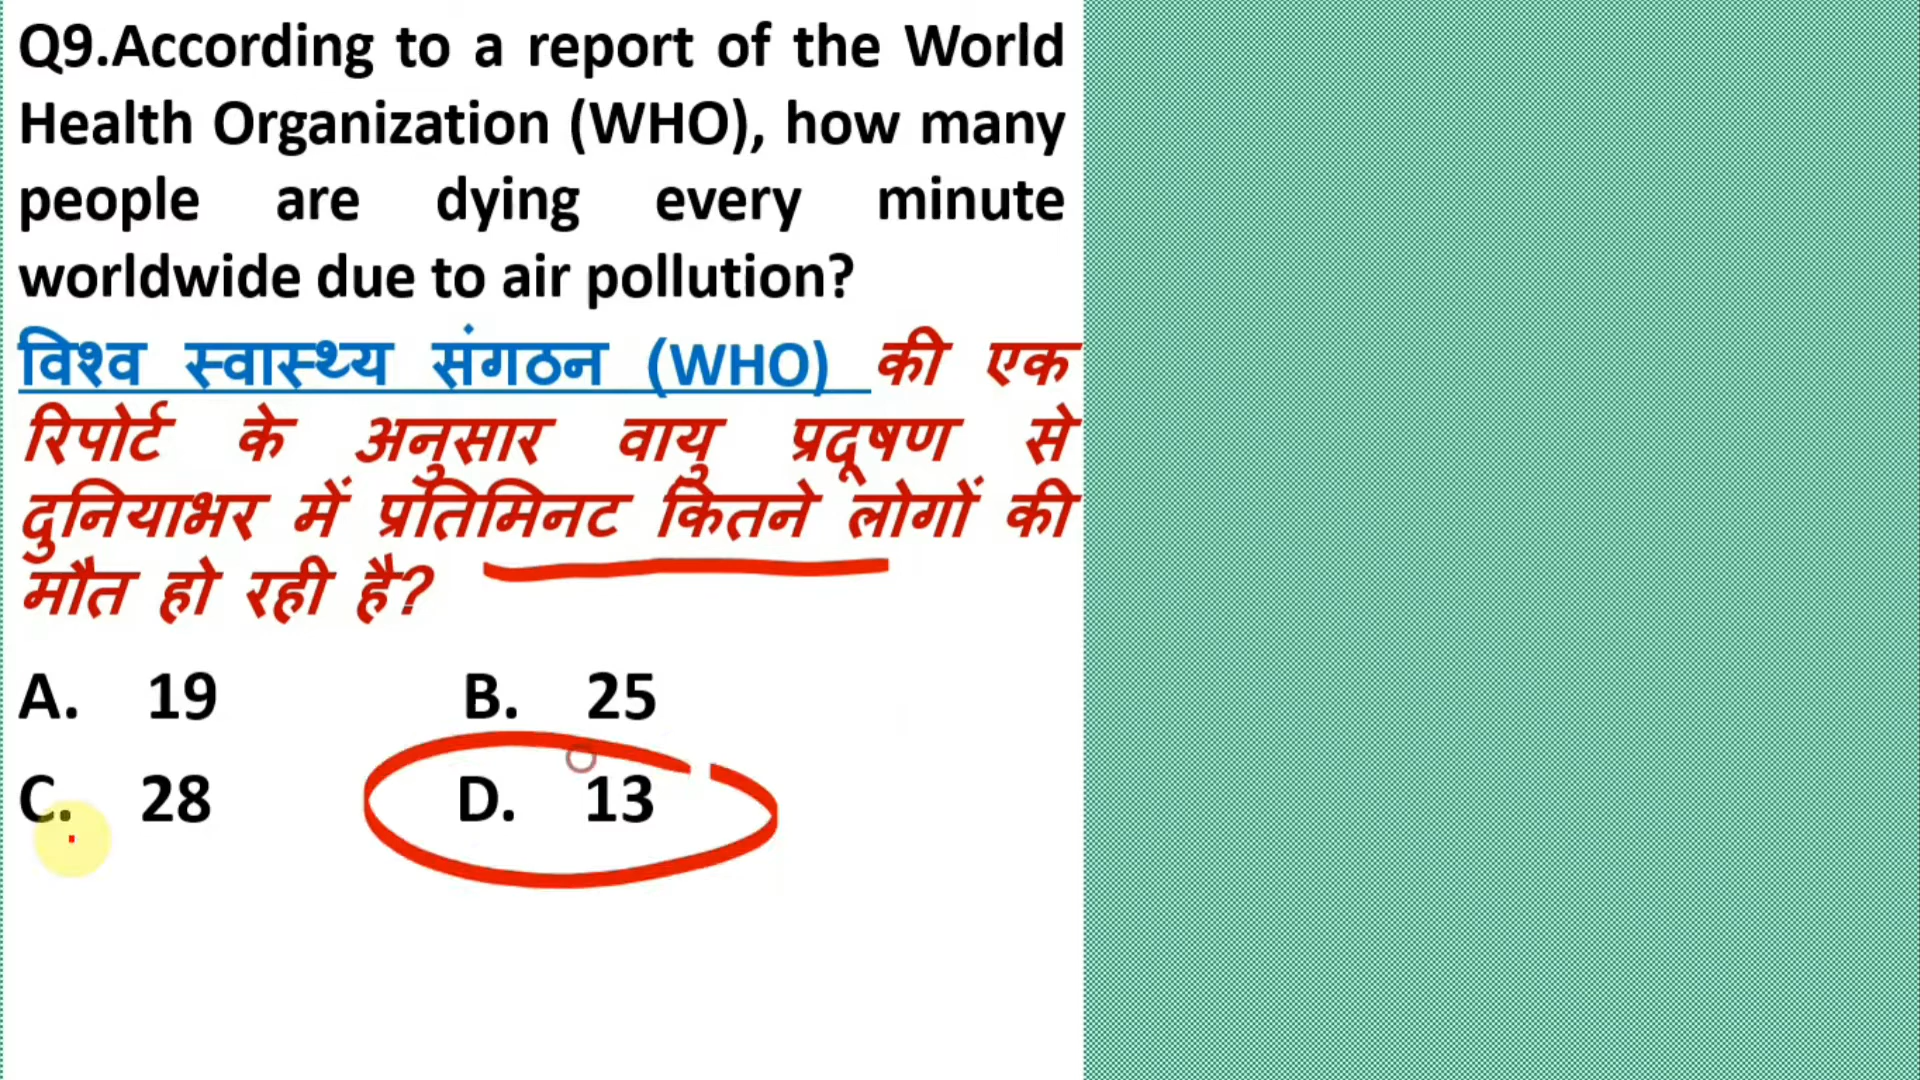 Q9.According to a report of the World
Health Organization (WHO), how many
people are dying every minute
worldwide due to air pollution?
विश्व स्वास्थ्य संगठन (WHO) की एक
रिपोर्ट के अनुसार वायु प्रदूषण से
दुनियाभर में प्रतिमिनट कितने लोगों की
मौत हो रही है?
A. 19 B. 25
C. 28 D. 13